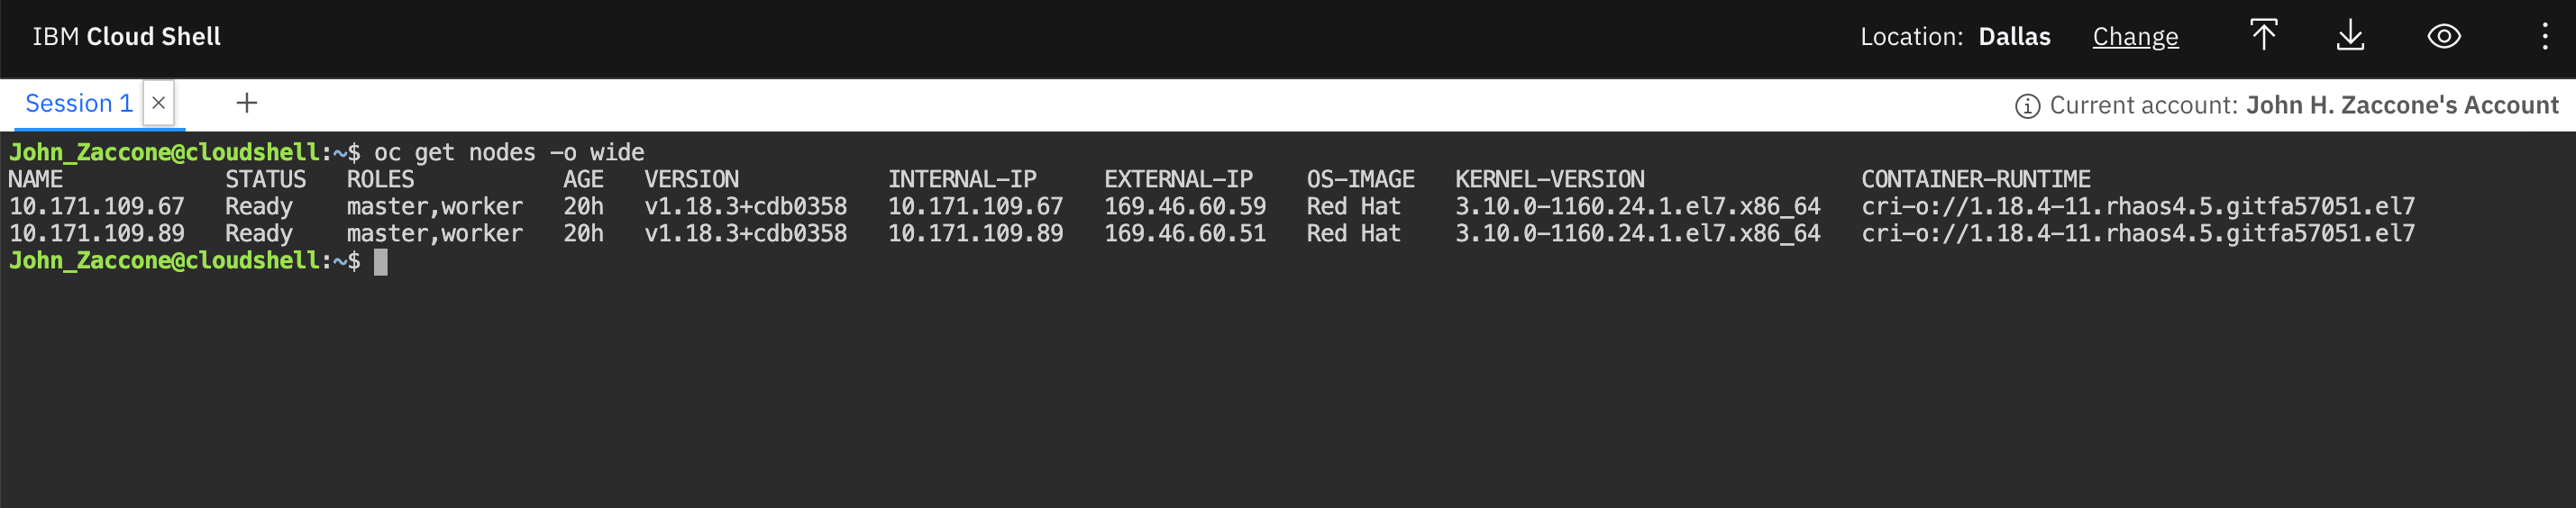 IBM Cloud Shell
Location: Dallas Change
Session 1
Current account: John H. Zaccone's Account
John_Zaccone@cloudshell:~$ oc get nodes -o wide
NAME STATUS ROLES AGE VERSION INTERNAL-IP EXTERNAL-IP OS-IMAGE KERNEL-VERSION CONTAINER-RUNTIME
10.171.109.67 Ready master,worker 20h v1.18.3+cdb0358 10.171.109.67 169.46.60.59 Red Hat 3.10.0-1160.24.1.el7.x86_64 cri-o://1.18.4-11.rhaos4.5.gitfa57051.el7
10.171.109.89 Ready master,worker 20h v1.18.3+cdb0358 10.171.109.89 169.46.60.51 Red Hat 3.10.0-1160.24.1.el7.x86_64 cri-o://1.18.4-11.rhaos4.5.gitfa57051.el7
John_Zaccone@cloudshell:~$